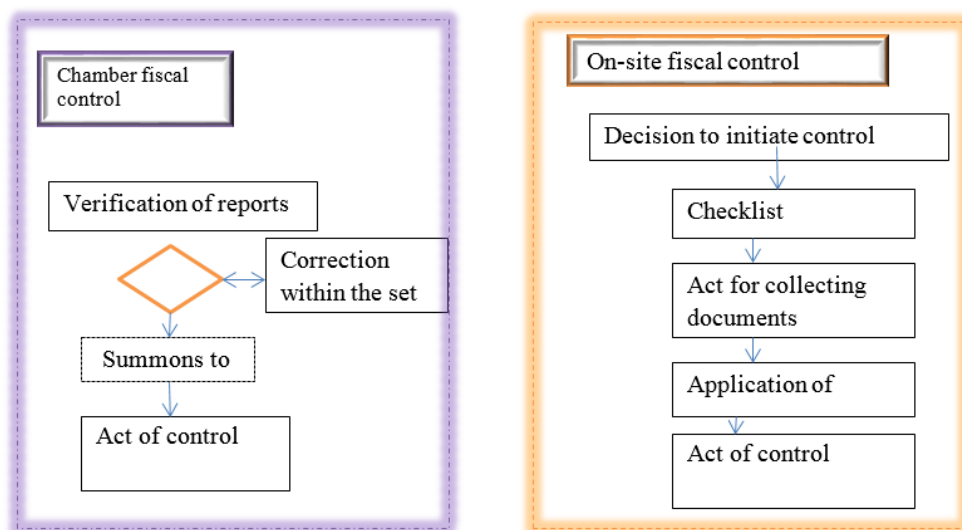 Chamber fiscal
control
Verification of reports
Correction
within the set
Summons to
Act of control
On-site fiscal control
Decision to initiate control
Checklist
Act for collecting
documents
Application of
Act of control